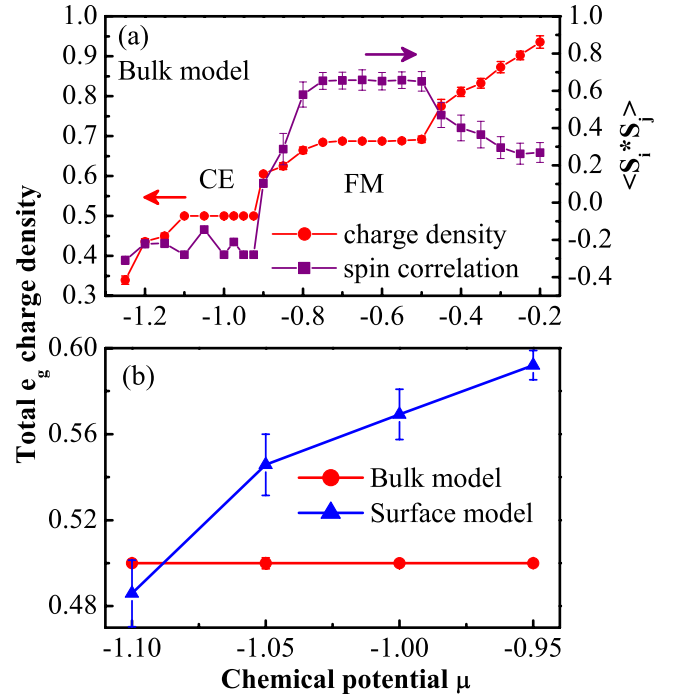 (a)
Bulk model
CE
FM
charge density
spin correlation
1.0
0.9
0.8
0.7
0.6
0.5
0.4
0.3
1.0
0.8
0.6
0.4
0.2
0.0
-0.2
-0.4
<S_i*S_j>
-1.2 -1.0 -0.8 -0.6 -0.4 -0.2
Total e_g charge density
(b)
Bulk model
Surface model
0.60
0.56
0.52
0.48
-1.10 -1.05 -1.00 -0.95
Chemical potential μ